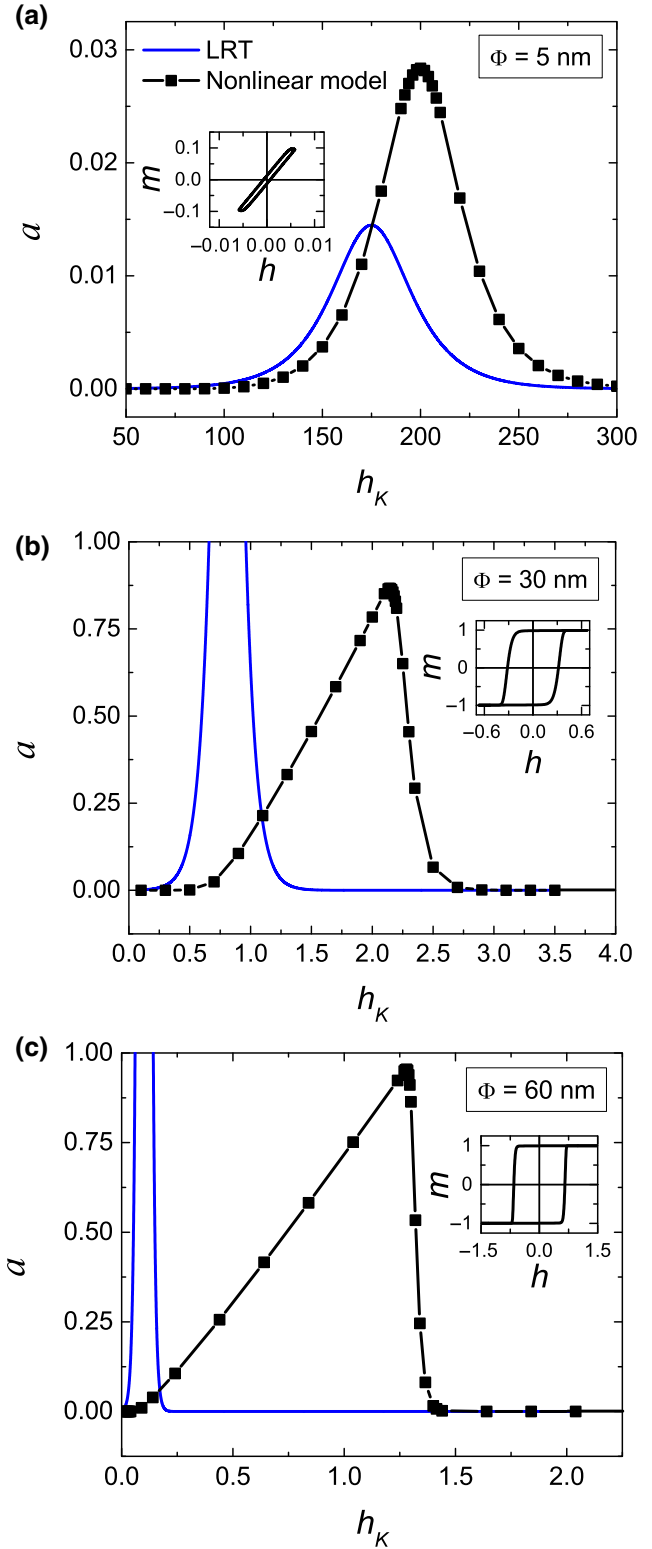 (a)
0.03
LRT
Nonlinear model
Φ = 5 nm
0.02
0.1
0.0
−0.1
m
−0.01 0.00 0.01
h
a
0.01
0.00
50 100 150 200 250 300
h_K
(b)
1.00
Φ = 30 nm
0.75
1
0
−1
m
−0.6 0.0 0.6
h
a
0.50
0.25
0.00
0.0 0.5 1.0 1.5 2.0 2.5 3.0 3.5 4.0
h_K
(c)
1.00
Φ = 60 nm
0.75
1
0
−1
m
−1.5 0.0 1.5
h
a
0.50
0.25
0.00
0.0 0.5 1.0 1.5 2.0
h_K